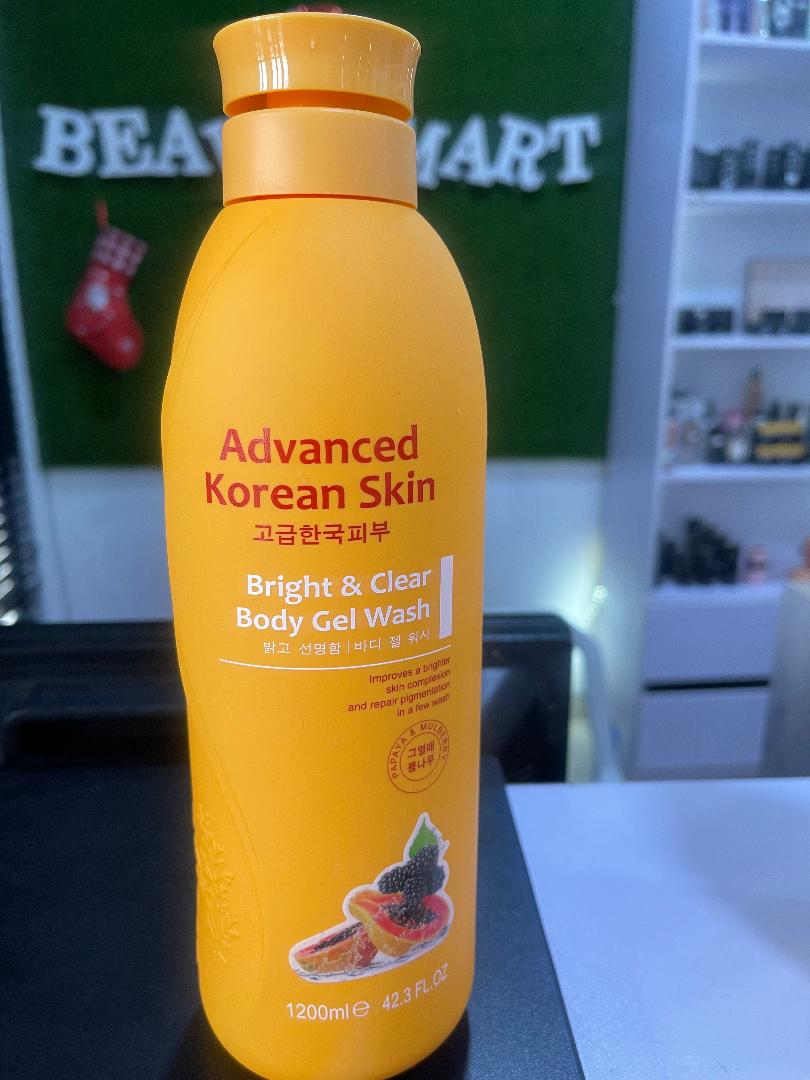 MART
Advanced
Korean Skin
고급한국피부
Bright & Clear
Body Gel Wash
밝고 선명함 | 바디 젤 워시
Improves a brighter
skin complexion
and repair pigmentation
in a few wash
PAPAYA & MULBERRY
그열매
뽕나무
1200ml ℮ 42.3 FL.OZ